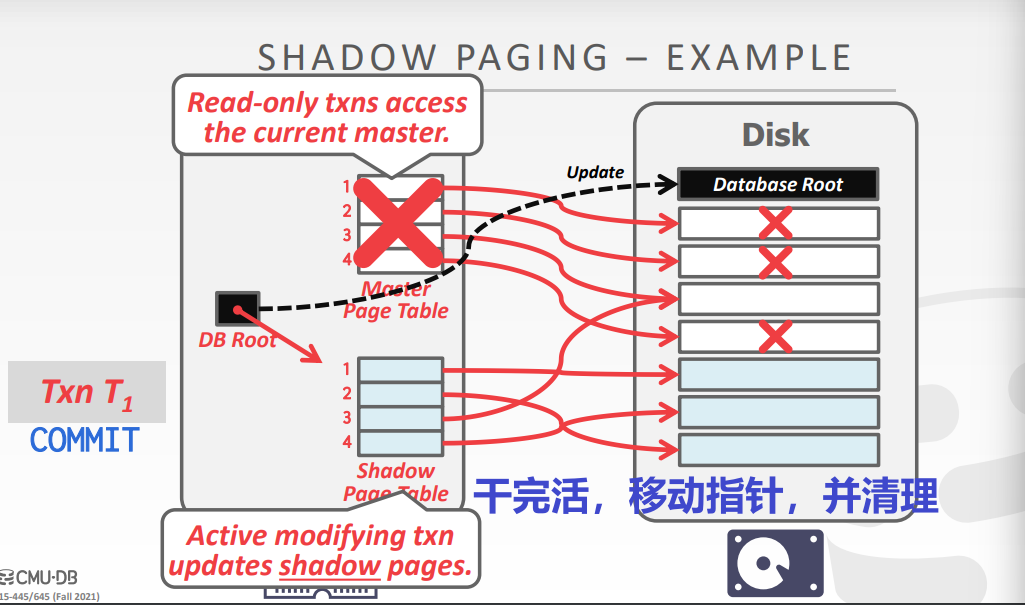 SHADOW PAGING – EXAMPLE
Read-only txns access
the current master.
Disk
Update
Database Root
1
2
3
4
Master
Page Table
DB Root
Txn T1
COMMIT
1
2
3
4
Shadow
Page Table
干完活，移动指针，并清理
Active modifying txn
updates shadow pages.
CMU·DB
15-445/645 (Fall 2021)